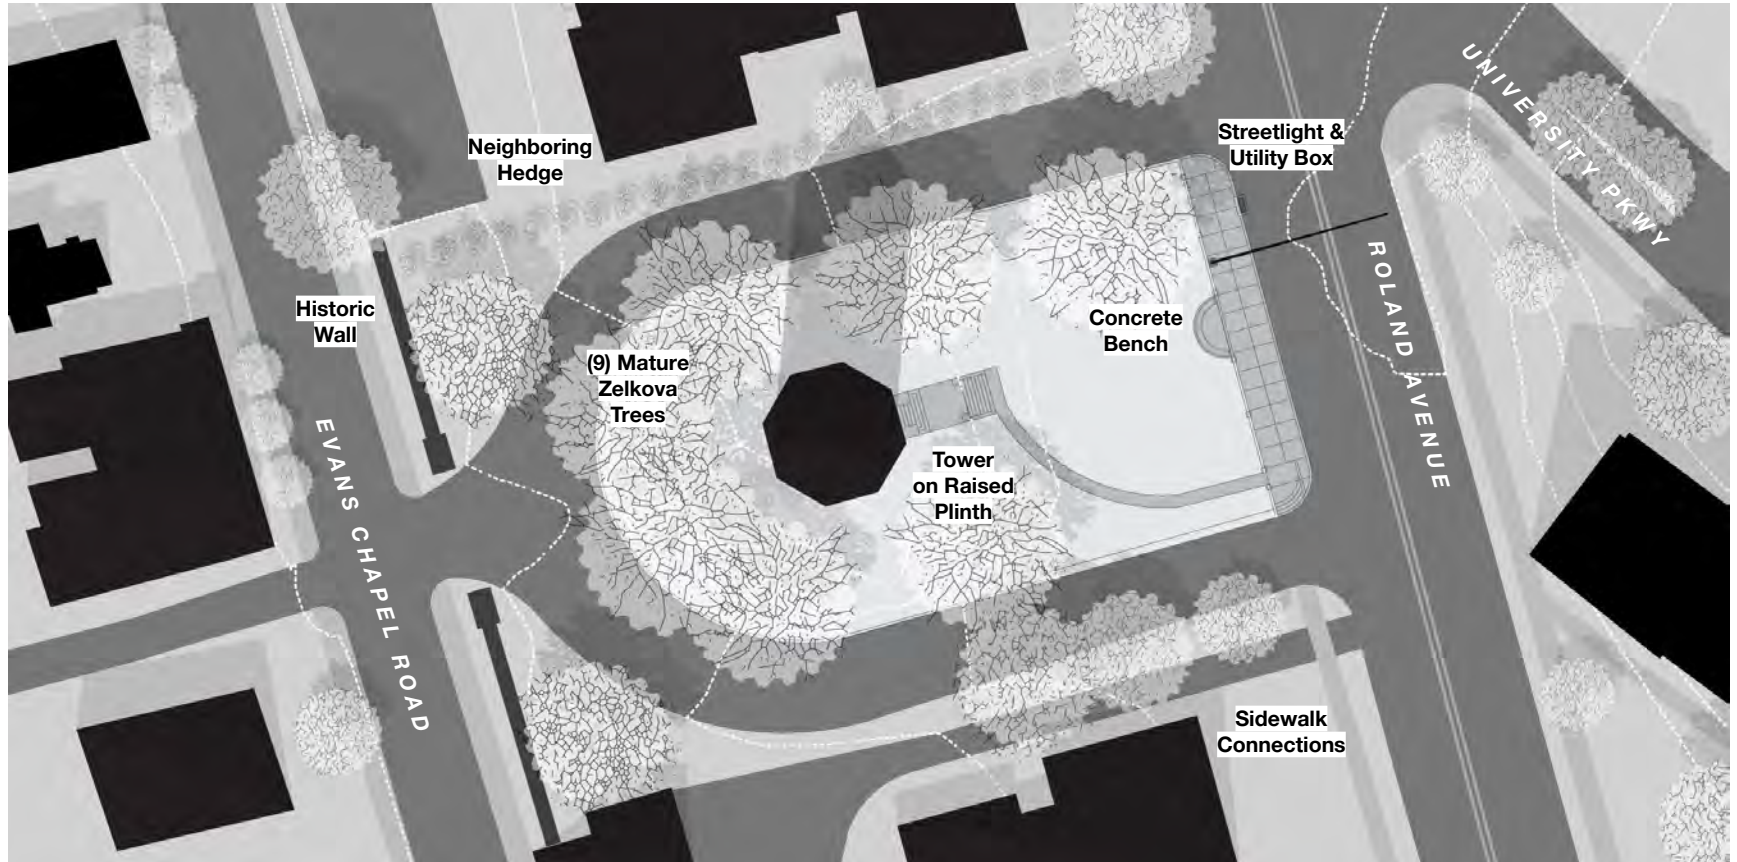 UNIVERSITY PKWY
Streetlight &
Utility Box
Neighboring
Hedge
Historic
Wall
Concrete
Bench
(9) Mature
Zelkova
Trees
ROLAND AVENUE
EVANS CHAPEL ROAD
Tower
on Raised
Plinth
Sidewalk
Connections